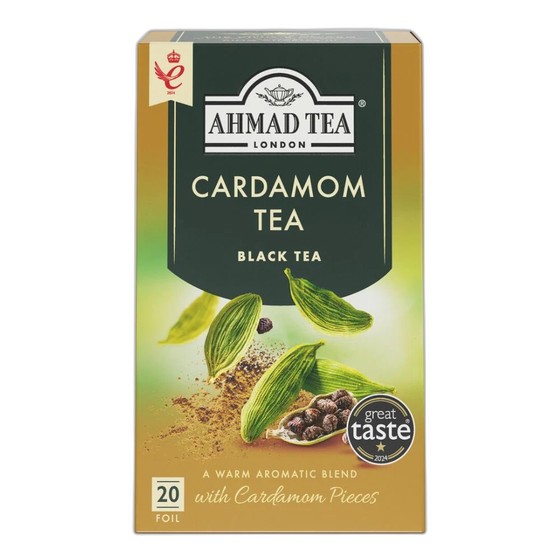 AHMAD TEA®
LONDON
CARDAMOM
TEA
BLACK TEA
great
taste
2024
A WARM AROMATIC BLEND
with Cardamom Pieces
20
FOIL